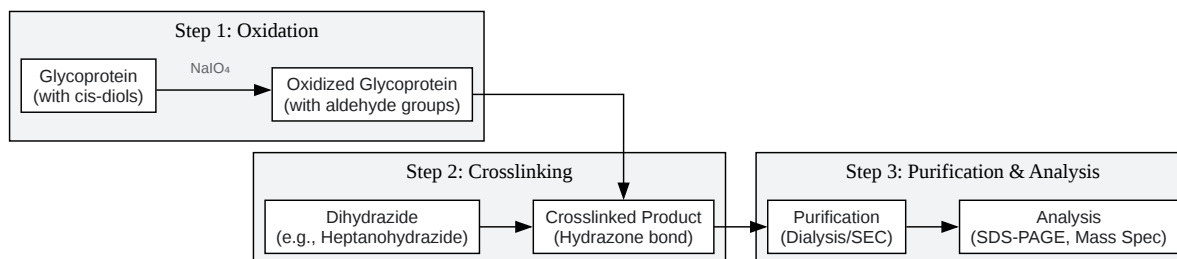 Step 1: Oxidation
Glycoprotein
(with cis-diols)
NaIO₄
Oxidized Glycoprotein
(with aldehyde groups)
Step 2: Crosslinking
Dihydrazide
(e.g., Heptanohydrazide)
Crosslinked Product
(Hydrazone bond)
Step 3: Purification & Analysis
Purification
(Dialysis/SEC)
Analysis
(SDS-PAGE, Mass Spec)